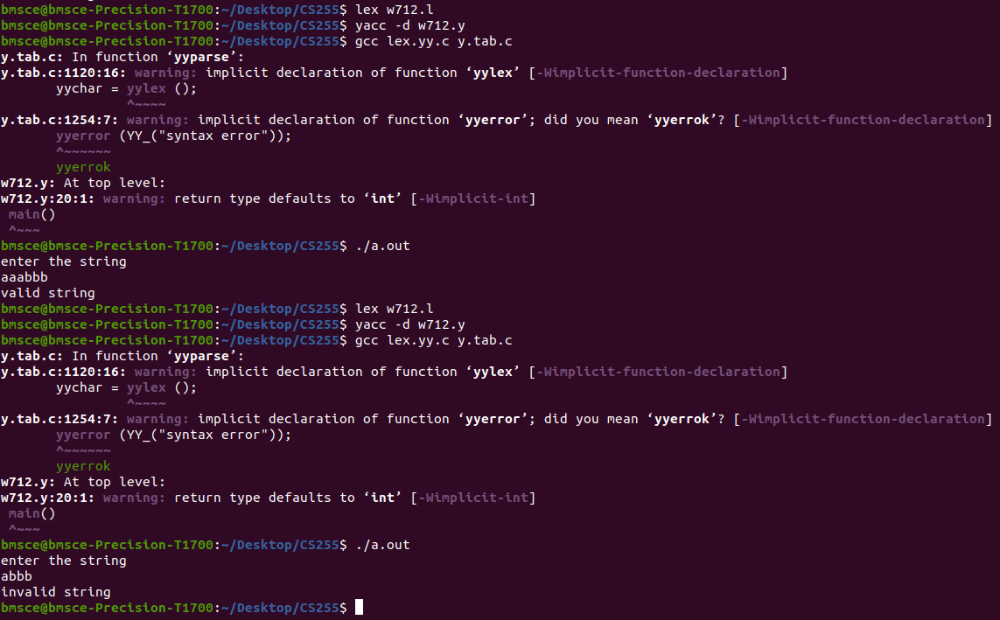 bmsce@bmsce-Precision-T1700:~/Desktop/CS255$ lex w712.l
bmsce@bmsce-Precision-T1700:~/Desktop/CS255$ yacc -d w712.y
bmsce@bmsce-Precision-T1700:~/Desktop/CS255$ gcc lex.yy.c y.tab.c
y.tab.c: In function ‘yyparse’:
y.tab.c:1120:16: warning: implicit declaration of function ‘yylex’ [-Wimplicit-function-declaration]
       yychar = yylex ();
                ^~~~~
y.tab.c:1254:7: warning: implicit declaration of function ‘yyerror’; did you mean ‘yyerrok’? [-Wimplicit-function-declaration]
       yyerror (YY_("syntax error"));
       ^~~~~~~
       yyerrok
w712.y: At top level:
w712.y:20:1: warning: return type defaults to ‘int’ [-Wimplicit-int]
 main()
 ^~~~
bmsce@bmsce-Precision-T1700:~/Desktop/CS255$ ./a.out
enter the string
aaabbb
valid string
bmsce@bmsce-Precision-T1700:~/Desktop/CS255$ lex w712.l
bmsce@bmsce-Precision-T1700:~/Desktop/CS255$ yacc -d w712.y
bmsce@bmsce-Precision-T1700:~/Desktop/CS255$ gcc lex.yy.c y.tab.c
y.tab.c: In function ‘yyparse’:
y.tab.c:1120:16: warning: implicit declaration of function ‘yylex’ [-Wimplicit-function-declaration]
       yychar = yylex ();
                ^~~~~
y.tab.c:1254:7: warning: implicit declaration of function ‘yyerror’; did you mean ‘yyerrok’? [-Wimplicit-function-declaration]
       yyerror (YY_("syntax error"));
       ^~~~~~~
       yyerrok
w712.y: At top level:
w712.y:20:1: warning: return type defaults to ‘int’ [-Wimplicit-int]
 main()
 ^~~~
bmsce@bmsce-Precision-T1700:~/Desktop/CS255$ ./a.out
enter the string
abbb
invalid string
bmsce@bmsce-Precision-T1700:~/Desktop/CS255$